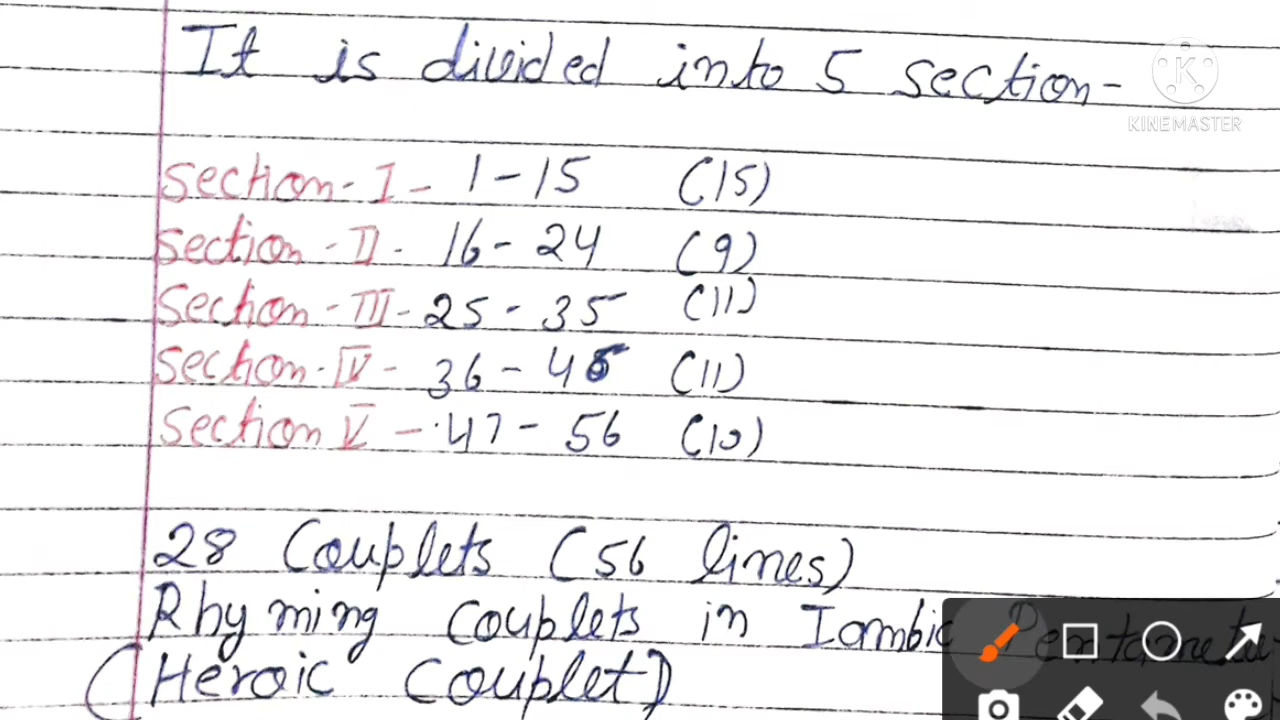 It is divided into 5 section-
KINEMASTER
Section - I - 1 - 15 (15)
Section - II - 16 - 24 (9)
Section - III - 25 - 35 (11)
Section - IV - 36 - 46 (11)
Section V - 47 - 56 (10)
28 Couplets (56 lines)
Rhyming couplets in Iambic Pentameter
(Heroic Couplet)